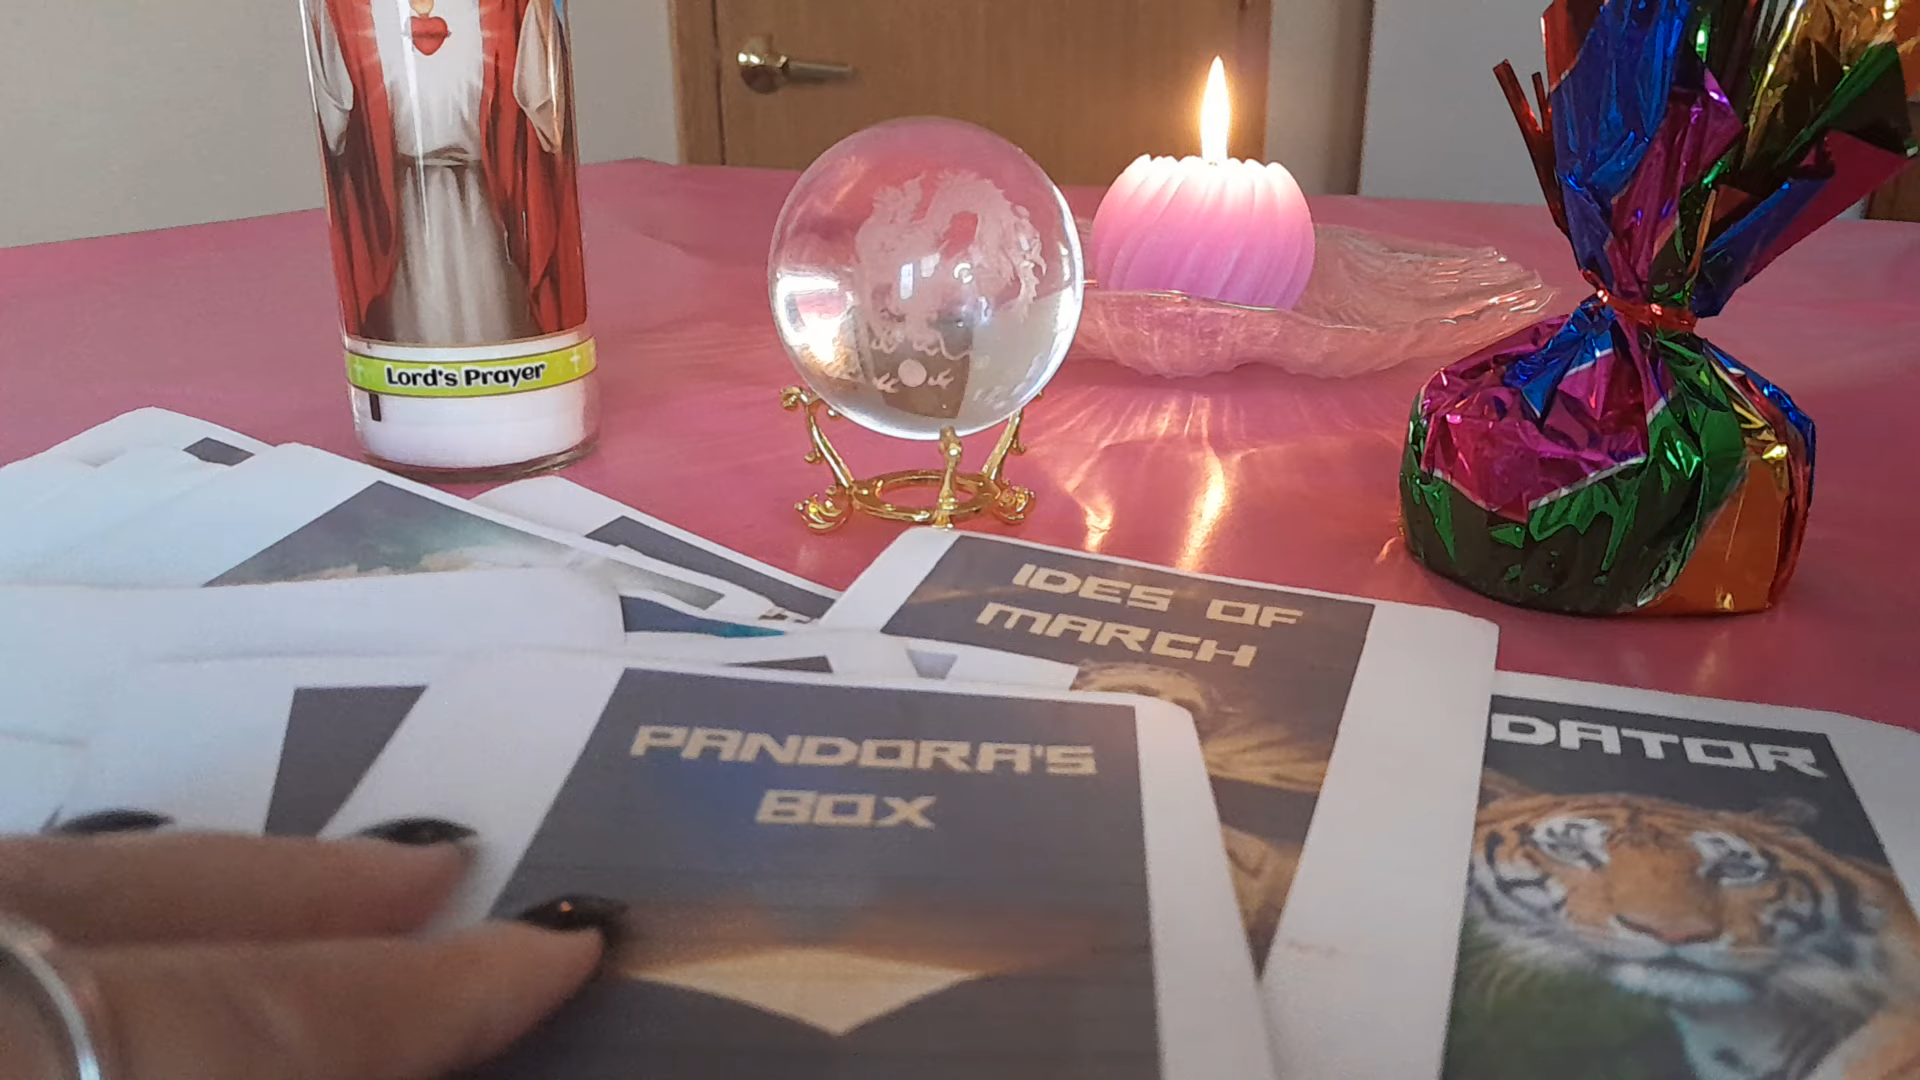 Lord's Prayer
IDES OF
MARCH
PANDORA'S
BOX
DATOR